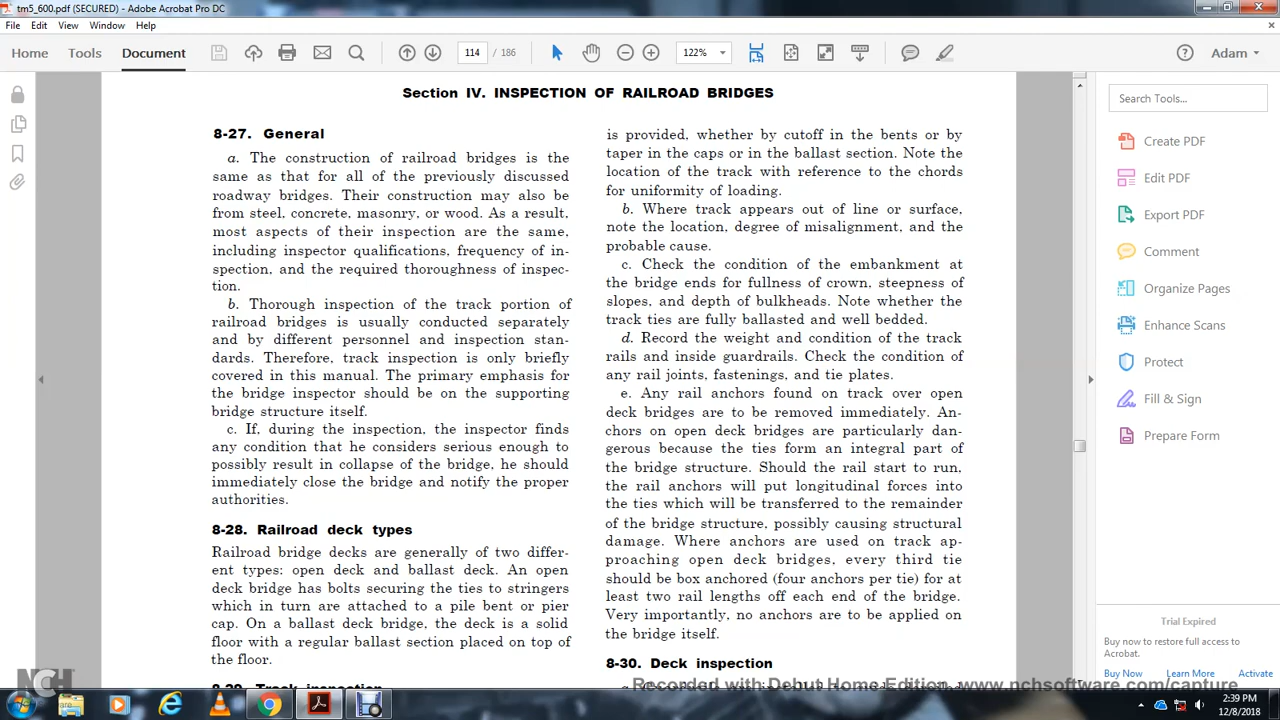 tm5_600.pdf (SECURED) - Adobe Acrobat Pro DC
File Edit View Window Help
Home Tools Document 114 / 186 122% Adam
Section IV. INSPECTION OF RAILROAD BRIDGES
8-27. General
a. The construction of railroad bridges is the
same as that for all of the previously discussed
roadway bridges. Their construction may also be
from steel, concrete, masonry, or wood. As a result,
most aspects of their inspection are the same,
including inspector qualifications, frequency of in-
spection, and the required thoroughness of inspec-
tion.
b. Thorough inspection of the track portion of
railroad bridges is usually conducted separately
and by different personnel and inspection stan-
dards. Therefore, track inspection is only briefly
covered in this manual. The primary emphasis for
the bridge inspector should be on the supporting
bridge structure itself.
c. If, during the inspection, the inspector finds
any condition that he considers serious enough to
possibly result in collapse of the bridge, he should
immediately close the bridge and notify the proper
authorities.
8-28. Railroad deck types
Railroad bridge decks are generally of two differ-
ent types: open deck and ballast deck. An open
deck bridge has bolts securing the ties to stringers
which in turn are attached to a pile bent or pier
cap. On a ballast deck bridge, the deck is a solid
floor with a regular ballast section placed on top of
the floor.
8-29. Track inspection
is provided, whether by cutoff in the bents or by
taper in the caps or in the ballast section. Note the
location of the track with reference to the chords
for uniformity of loading.
b. Where track appears out of line or surface,
note the location, degree of misalignment, and the
probable cause.
c. Check the condition of the embankment at
the bridge ends for fullness of crown, steepness of
slopes, and depth of bulkheads. Note whether the
track ties are fully ballasted and well bedded.
d. Record the weight and condition of the track
rails and inside guardrails. Check the condition of
any rail joints, fastenings, and tie plates.
e. Any rail anchors found on track over open
deck bridges are to be removed immediately. An-
chors on open deck bridges are particularly dan-
gerous because the ties form an integral part of
the bridge structure. Should the rail start to run,
the rail anchors will put longitudinal forces into
the ties which will be transferred to the remainder
of the bridge structure, possibly causing structural
damage. Where anchors are used on track ap-
proaching open deck bridges, every third tie
should be box anchored (four anchors per tie) for at
least two rail lengths off each end of the bridge.
Very importantly, no anchors are to be applied on
the bridge itself.
8-30. Deck inspection
Search Tools...
Create PDF
Edit PDF
Export PDF
Comment
Organize Pages
Enhance Scans
Protect
Fill & Sign
Prepare Form
Trial Expired
Buy now to restore full access to
Acrobat.
Buy Now Learn More Activate
NCH
Recorded with Debut Home Edition. www.nchsoftware.com/capture
2:39 PM
12/8/2018